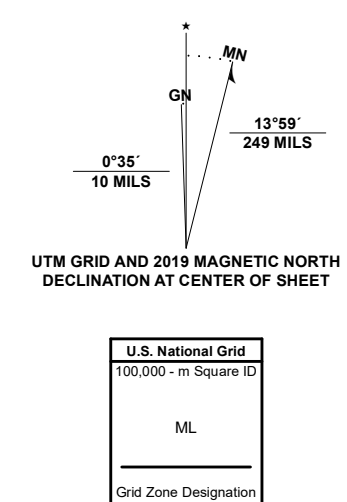 ★
MN
GN
13°59´
249 MILS
0°35´
10 MILS
UTM GRID AND 2019 MAGNETIC NORTH
DECLINATION AT CENTER OF SHEET
U.S. National Grid
100,000 - m Square ID
ML
Grid Zone Designation